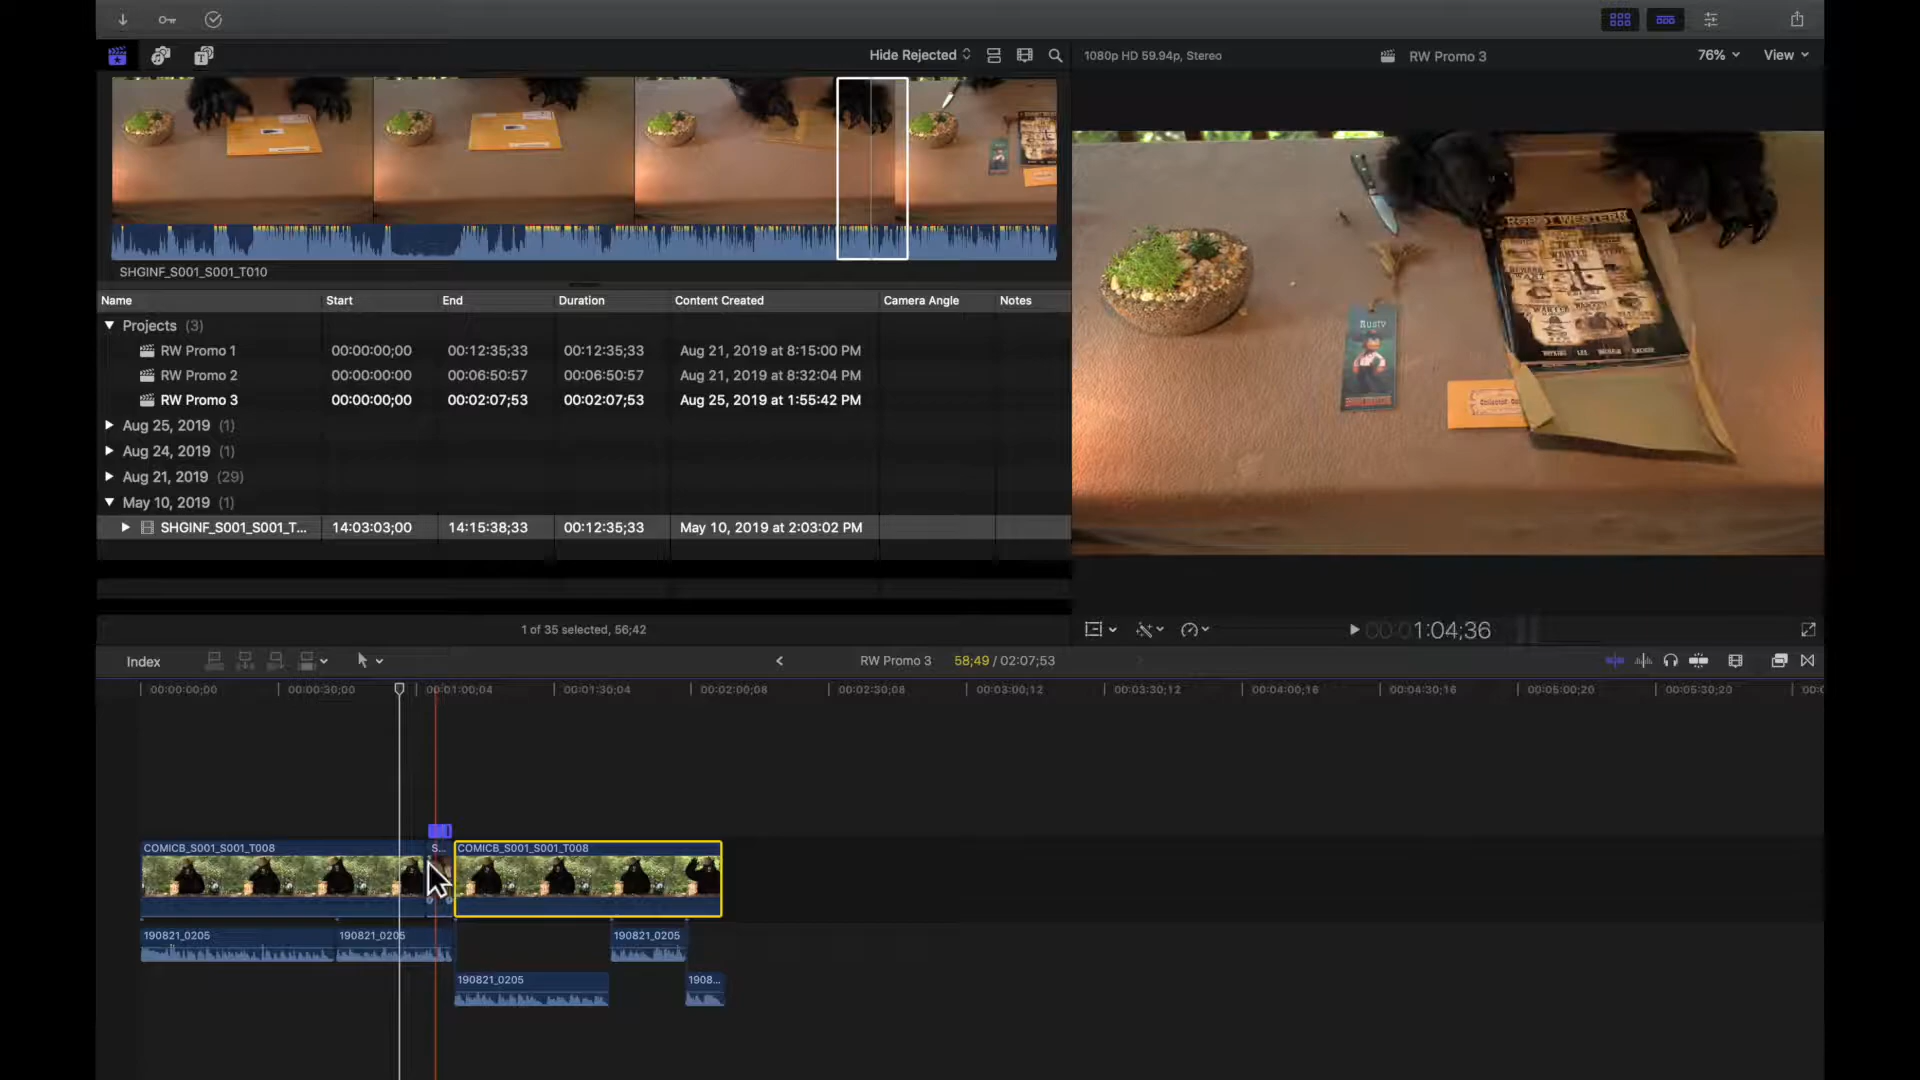 Hide Rejected
1080p HD 59.94p, Stereo
RW Promo 3
76%
View
SHGINF_S001_S001_T010
Name Start End Duration Content Created Camera Angle Notes
Projects (3)
RW Promo 1 00:00:00;00 00:12:35;33 00:12:35;33 Aug 21, 2019 at 8:15:00 PM
RW Promo 2 00:00:00:00 00:06:50:57 00:06:50:57 Aug 21, 2019 at 8:32:04 PM
RW Promo 3 00:00:00;00 00:02:07;53 00:02:07;53 Aug 25, 2019 at 1:55:42 PM
Aug 25, 2019 (1)
Aug 24, 2019 (1)
Aug 21, 2019 (29)
May 10, 2019 (1)
SHGINF_S001_S001_T... 14:03:03;00 14:15:38;33 00:12:35;33 May 10, 2019 at 2:03:02 PM
ROBOT WESTERN
Rusty
1 of 35 selected, 56;42
00:01:04;36
Index
RW Promo 3
58;49 / 02:07;53
00:00:00;00 00:00:30;00 00:01:00;04 00:01:30;04 00:02:00;08 00:02:30;08 00:03:00;12 00:03:30;12 00:04:00;16 00:04:30;16 00:05:00;20 00:05:30;20
COMICB_S001_S001_T008 S... COMICB_S001_S001_T008
190821_0205 190821_0205 190821_0205
190821_0205 1908...